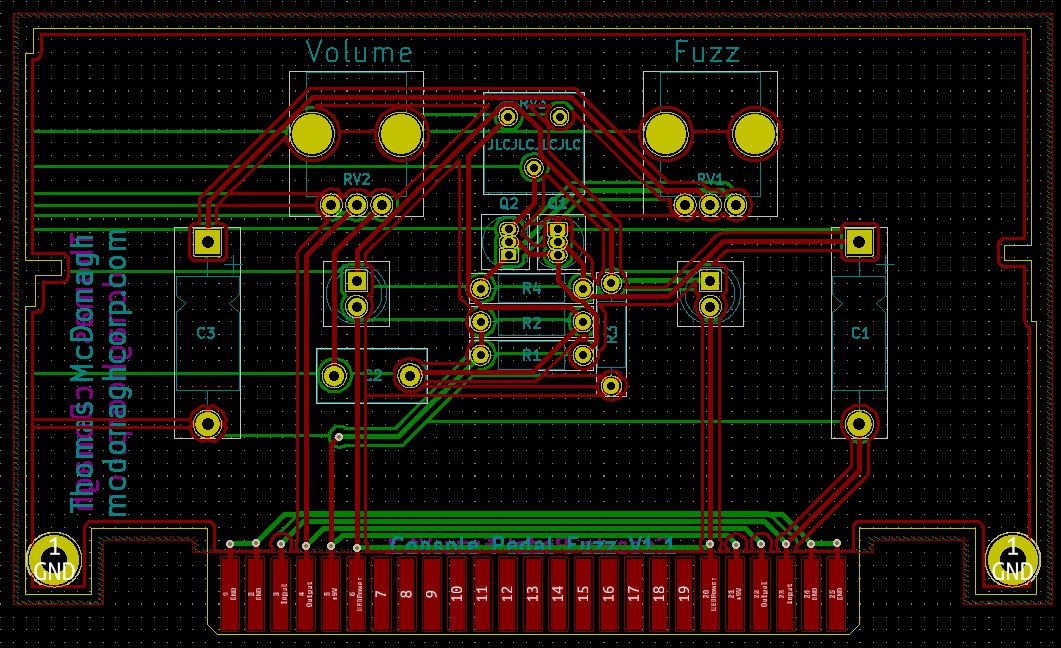 Volume
Fuzz
RV3
JLCJLCJLCJLC
RV2
RV1
Q2
Q1
R4
R2
R1
C3
C2
C1
Thomas McDonagh
mcdonaghcorp.com
Console Pedal Fuzz V1.1
1
GND
1
GND
1 GND
2 GND
3 Input
4 Output
5 +9V
6 LEDPower
7
8
9
10
11
12
13
14
15
16
17
18
19
20 LEDPower
21 +9V
22 Output
23 Input
24 GND
25 GND